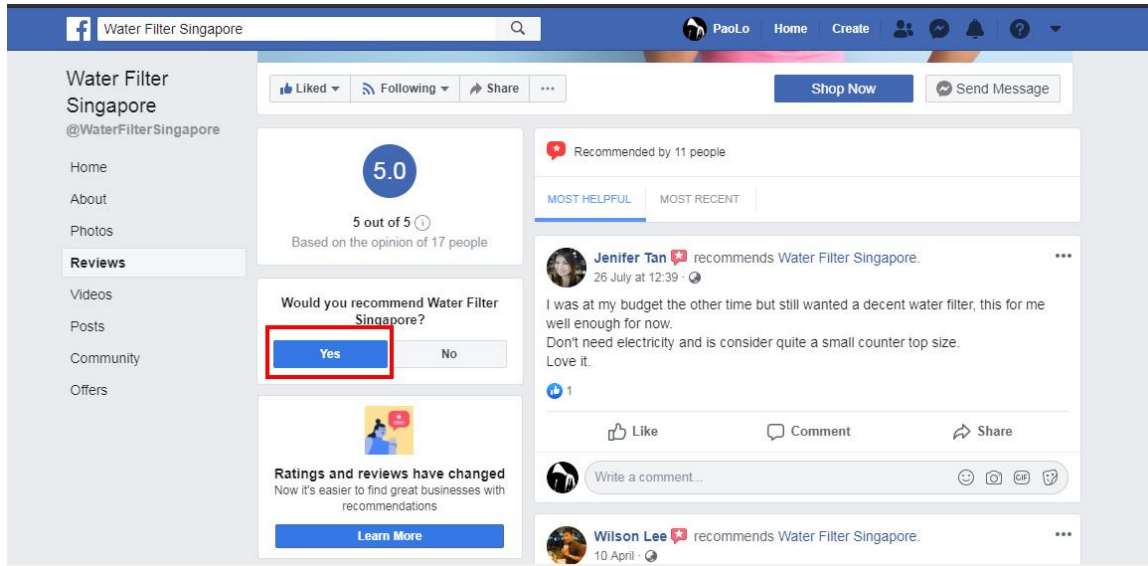 f
Water Filter Singapore
PaoLo Home Create
Water Filter
Singapore
@WaterFilterSingapore
Home
About
Photos
Reviews
Videos
Posts
Community
Offers
Liked Following Share ...
Shop Now
Send Message
5.0
5 out of 5
Based on the opinion of 17 people
Would you recommend Water Filter
Singapore?
Yes No
Ratings and reviews have changed
Now it's easier to find great businesses with
recommendations
Learn More
Recommended by 11 people
MOST HELPFUL MOST RECENT
Jenifer Tan recommends Water Filter Singapore.
26 July at 12:39 ·
I was at my budget the other time but still wanted a decent water filter, this for me
well enough for now.
Don't need electricity and is consider quite a small counter top size.
Love it.
1
Like Comment Share
Write a comment...
GIF
Wilson Lee recommends Water Filter Singapore.
10 April ·